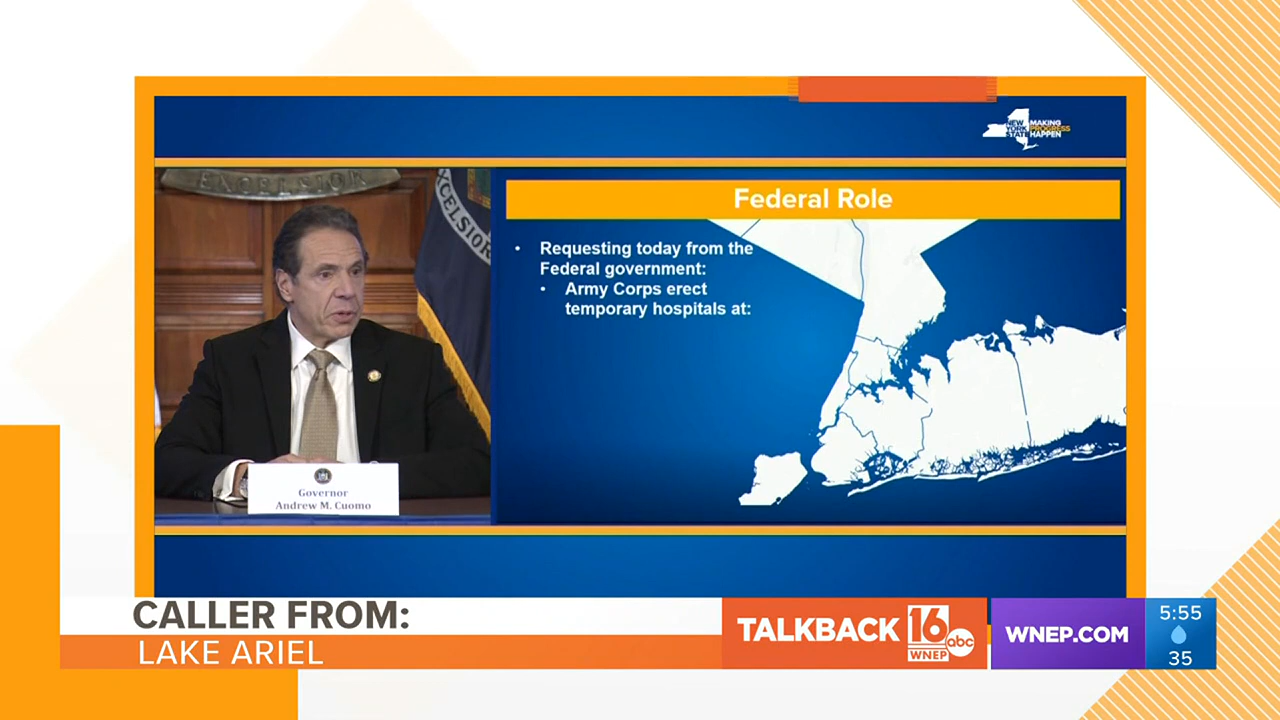 NEW
YORK
STATE
MAKING
PROGRESS
HAPPEN
EXCELSIOR
EXCELSIOR
Federal Role
• Requesting today from the
Federal government:
• Army Corps erect
temporary hospitals at:
Governor
Andrew M. Cuomo
CALLER FROM:
LAKE ARIEL
TALKBACK 16 abc
WNEP
WNEP.COM
5:55
35